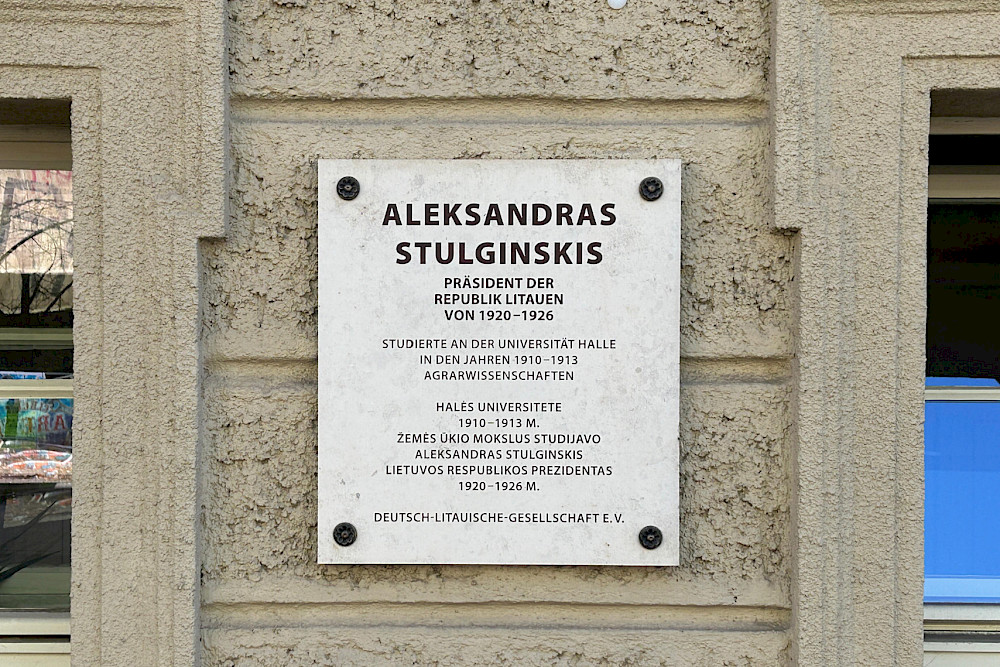 ALEKSANDRAS
STULGINSKIS
PRÄSIDENT DER
REPUBLIK LITAUEN
VON 1920–1926
STUDIERTE AN DER UNIVERSITÄT HALLE
IN DEN JAHREN 1910–1913
AGRARWISSENSCHAFTEN
HALĖS UNIVERSITETE
1910–1913 M.
ŽEMĖS ŪKIO MOKSLUS STUDIJAVO
ALEKSANDRAS STULGINSKIS
LIETUVOS RESPUBLIKOS PREZIDENTAS
1920–1926 M.
DEUTSCH-LITAUISCHE-GESELLSCHAFT E.V.